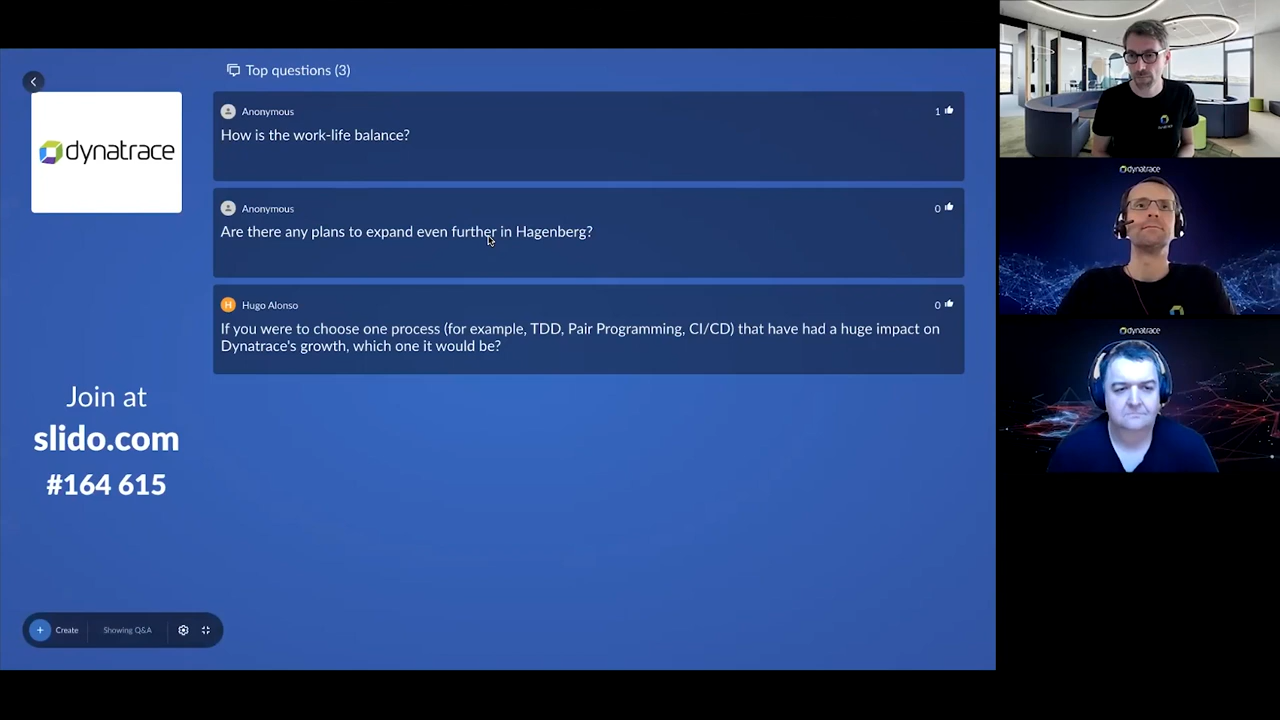 Top questions (3)
dynatrace
Anonymous
1
How is the work-life balance?
Anonymous
0
Are there any plans to expand even further in Hagenberg?
H
Hugo Alonso
0
If you were to choose one process (for example, TDD, Pair Programming, CI/CD) that have had a huge impact on
Dynatrace's growth, which one it would be?
Join at
slido.com
#164 615
+ Create
Showing Q&A
dynatrace
dynatrace